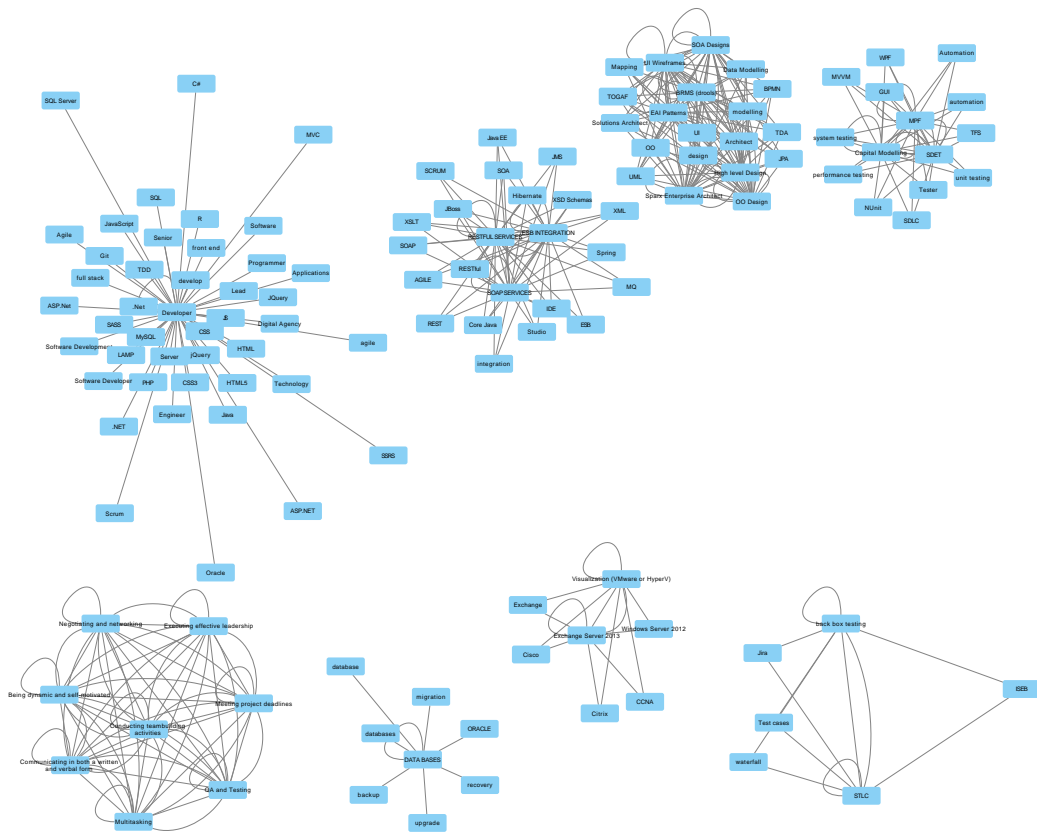 C#
SQL Server
MVC
SQL
R
JavaScript
Senior
Software
Agile
front end
Git
TDD
Programmer
Applications
full stack
develop
Lead
JQuery
ASP.Net
.Net
Developer
JS
Digital Agency
SASS
MySQL
CSS
agile
Software Development
LAMP
Server
jQuery
HTML
Software Developer
PHP
CSS3
HTML5
Technology
.NET
Engineer
Java
SSRS
Scrum
ASP.NET
Oracle
Java EE
JMS
SCRUM
SOA
Hibernate
XSD Schemas
JBoss
XML
XSLT
RESTFUL SERVICES
ESB INTEGRATION
SOAP
Spring
RESTful
AGILE
SOAP SERVICES
MQ
IDE
REST
Core Java
Studio
ESB
integration
SOA Designs
UI Wireframes
Mapping
Data Modelling
TOGAF
BRMS (drools)
BPMN
EAI Patterns
modelling
Solutions Architect
UI
TDA
OO
Architect
design
JPA
UML
High level Design
Sparx Enterprise Architect
OO Design
WPF
Automation
MVVM
GUI
automation
MPF
system testing
TFS
Capital Modelling
SDET
performance testing
unit testing
Tester
NUnit
SDLC
Negotiating and networking
Executing effective leadership
Being dynamic and self-motivated
Meeting project deadlines
Conducting teambuilding
activities
Communicating in both a written
and verbal form
QA and Testing
Multitasking
database
migration
databases
ORACLE
DATA BASES
backup
recovery
upgrade
Visualization (VMware or HyperV)
Exchange
Exchange Server 2013
Windows Server 2012
Cisco
Citrix
CCNA
back box testing
Jira
ISEB
Test cases
waterfall
STLC